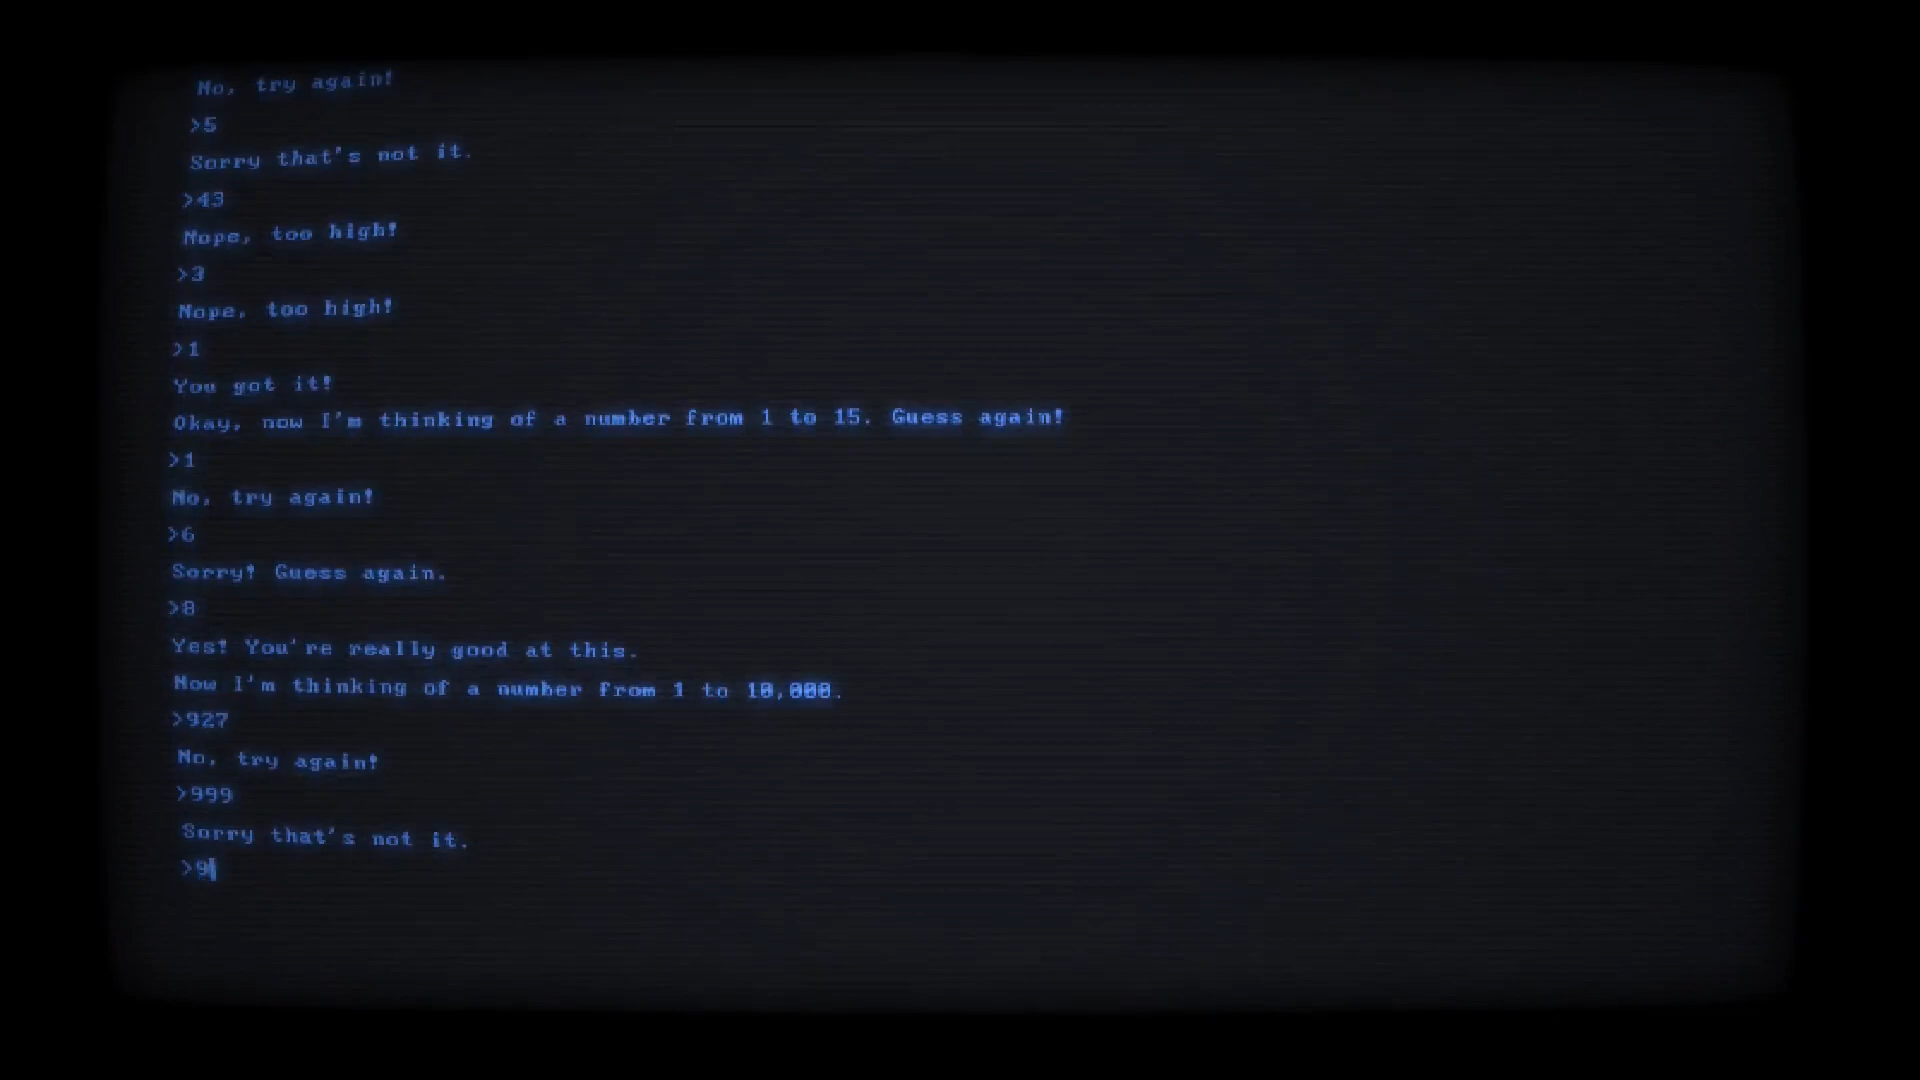 No, try again!
>5
Sorry that's not it.
>43
Nope, too high!
>3
Nope, too high!
>1
You got it!
Okay, now I'm thinking of a number from 1 to 15. Guess again!
>1
No, try again!
>6
Sorry! Guess again.
>8
Yes! You're really good at this.
Now I'm thinking of a number from 1 to 10,000.
>927
No, try again!
>999
Sorry that's not it.
>9